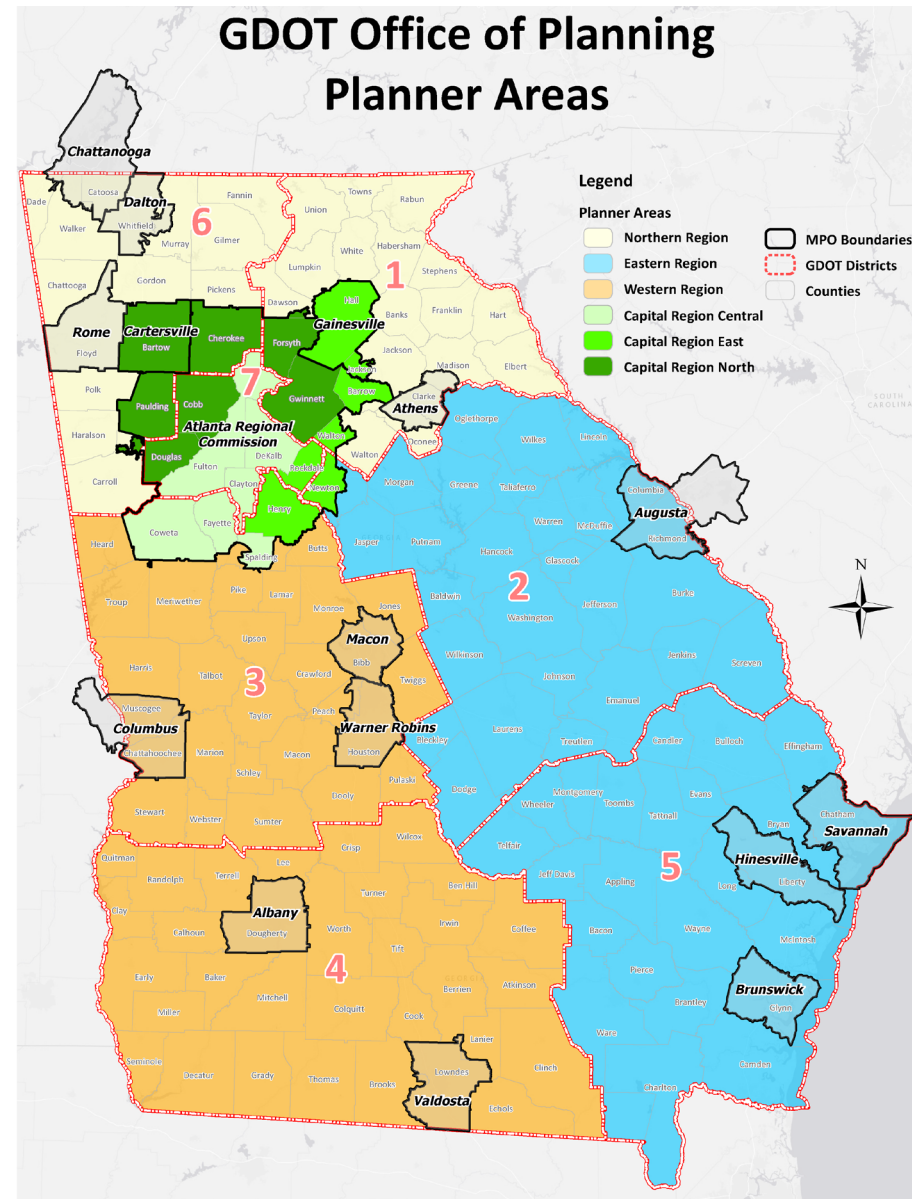 GDOT Office of Planning
Planner Areas
Legend
Planner Areas
Northern Region
Eastern Region
Western Region
Capital Region Central
Capital Region East
Capital Region North
MPO Boundaries
GDOT Districts
Counties
Chattanooga
Catoosa
Dalton
Dade
Walker
Whitfield
Murray
Fannin
6
Gilmer
Union
Towns
Rabun
White
Habersham
Lumpkin
1
Stephens
Chattooga
Gordon
Pickens
Dawson
Hall
Gainesville
Banks
Franklin
Hart
Rome
Floyd
Cartersville
Bartow
Cherokee
Forsyth
Jackson
Jackson
Madison
Elbert
Polk
7
Paulding
Cobb
Gwinnett
Barrow
Clarke
Athens
Oglethorpe
Haralson
Atlanta Regional
Commission
Walton
Oconee
Wilkes
Lincoln
SOUTH
CAROLINA
Douglas
Fulton
DeKalb
Rockdale
Walton
Carroll
Clayton
Newton
Morgan
Greene
Taliaferro
Columbia
Augusta
Richmond
Henry
Coweta
Fayette
Spalding
Butts
Heard
Jasper
Putnam
Warren
McDuffie
Hancock
Glascock
N
2
Troup
Meriwether
Pike
Lamar
Monroe
Jones
Baldwin
Washington
Jefferson
Burke
Upson
Macon
Bibb
Wilkinson
Jenkins
Screven
Harris
Talbot
3
Crawford
Twiggs
Johnson
Emanuel
Muscogee
Columbus
Chattahoochee
Taylor
Peach
Warner Robins
Houston
Bleckley
Laurens
Treutlen
Candler
Bulloch
Effingham
Marion
Macon
Schley
Dooly
Pulaski
Dodge
Wheeler
Montgomery
Toombs
Tattnall
Evans
Stewart
Webster
Sumter
Chatham
Savannah
Bryan
Quitman
Randolph
Terrell
Lee
Crisp
Wilcox
Telfair
Hinesville
Liberty
Long
5
Clay
Calhoun
Albany
Dougherty
Worth
Turner
Ben Hill
Irwin
Coffee
Jeff Davis
Appling
Bacon
Wayne
McIntosh
Tift
4
Early
Baker
Mitchell
Colquitt
Berrien
Atkinson
Pierce
Brantley
Brunswick
Glynn
Miller
Cook
Lanier
Ware
Seminole
Decatur
Grady
Thomas
Brooks
Lowndes
Valdosta
Clinch
Echols
Charlton
Camden